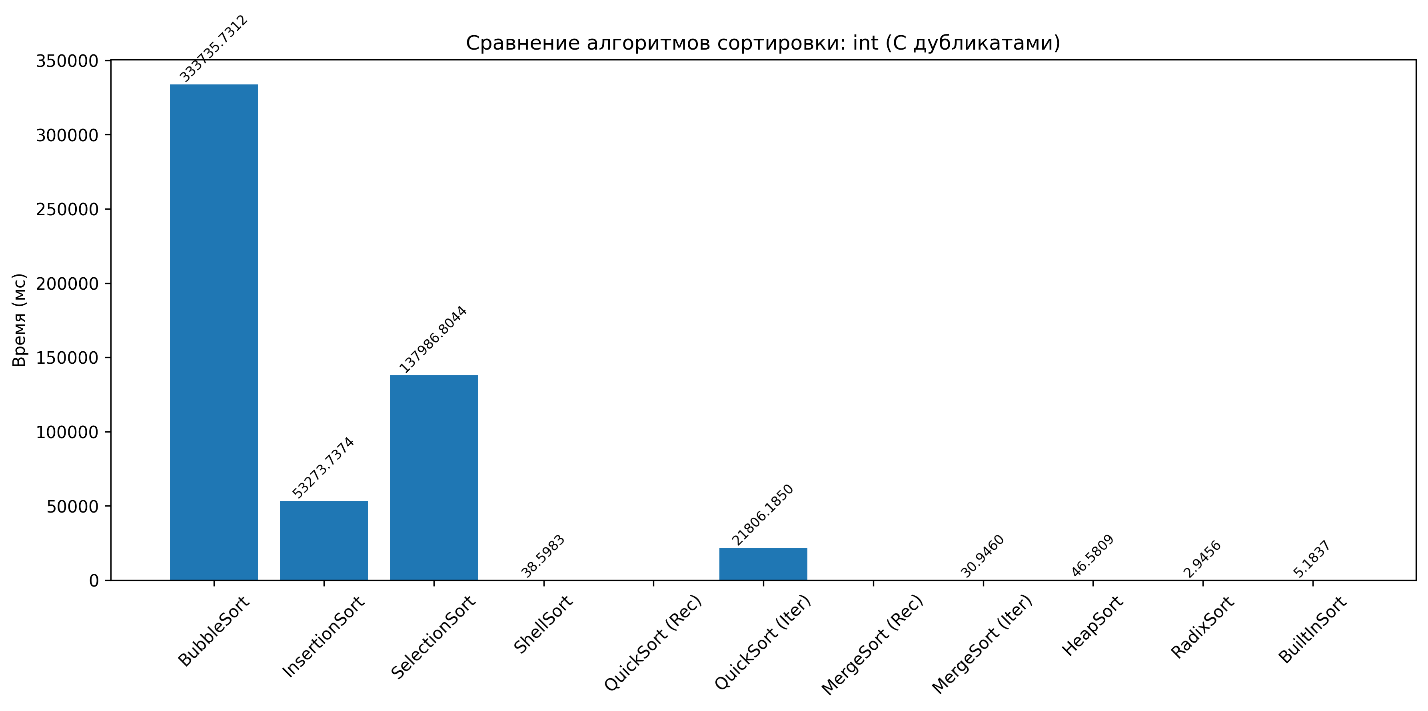 Сравнение алгоритмов сортировки: int (С дубликатами)
Время (мс)
350000
300000
250000
200000
150000
100000
50000
0
333735.7312
53273.7374
137986.8044
38.5983
21806.1850
30.9460
46.5809
2.9456
5.1837
BubbleSort
InsertionSort
SelectionSort
ShellSort
QuickSort (Rec)
QuickSort (Iter)
MergeSort (Rec)
MergeSort (Iter)
HeapSort
RadixSort
BuiltInSort